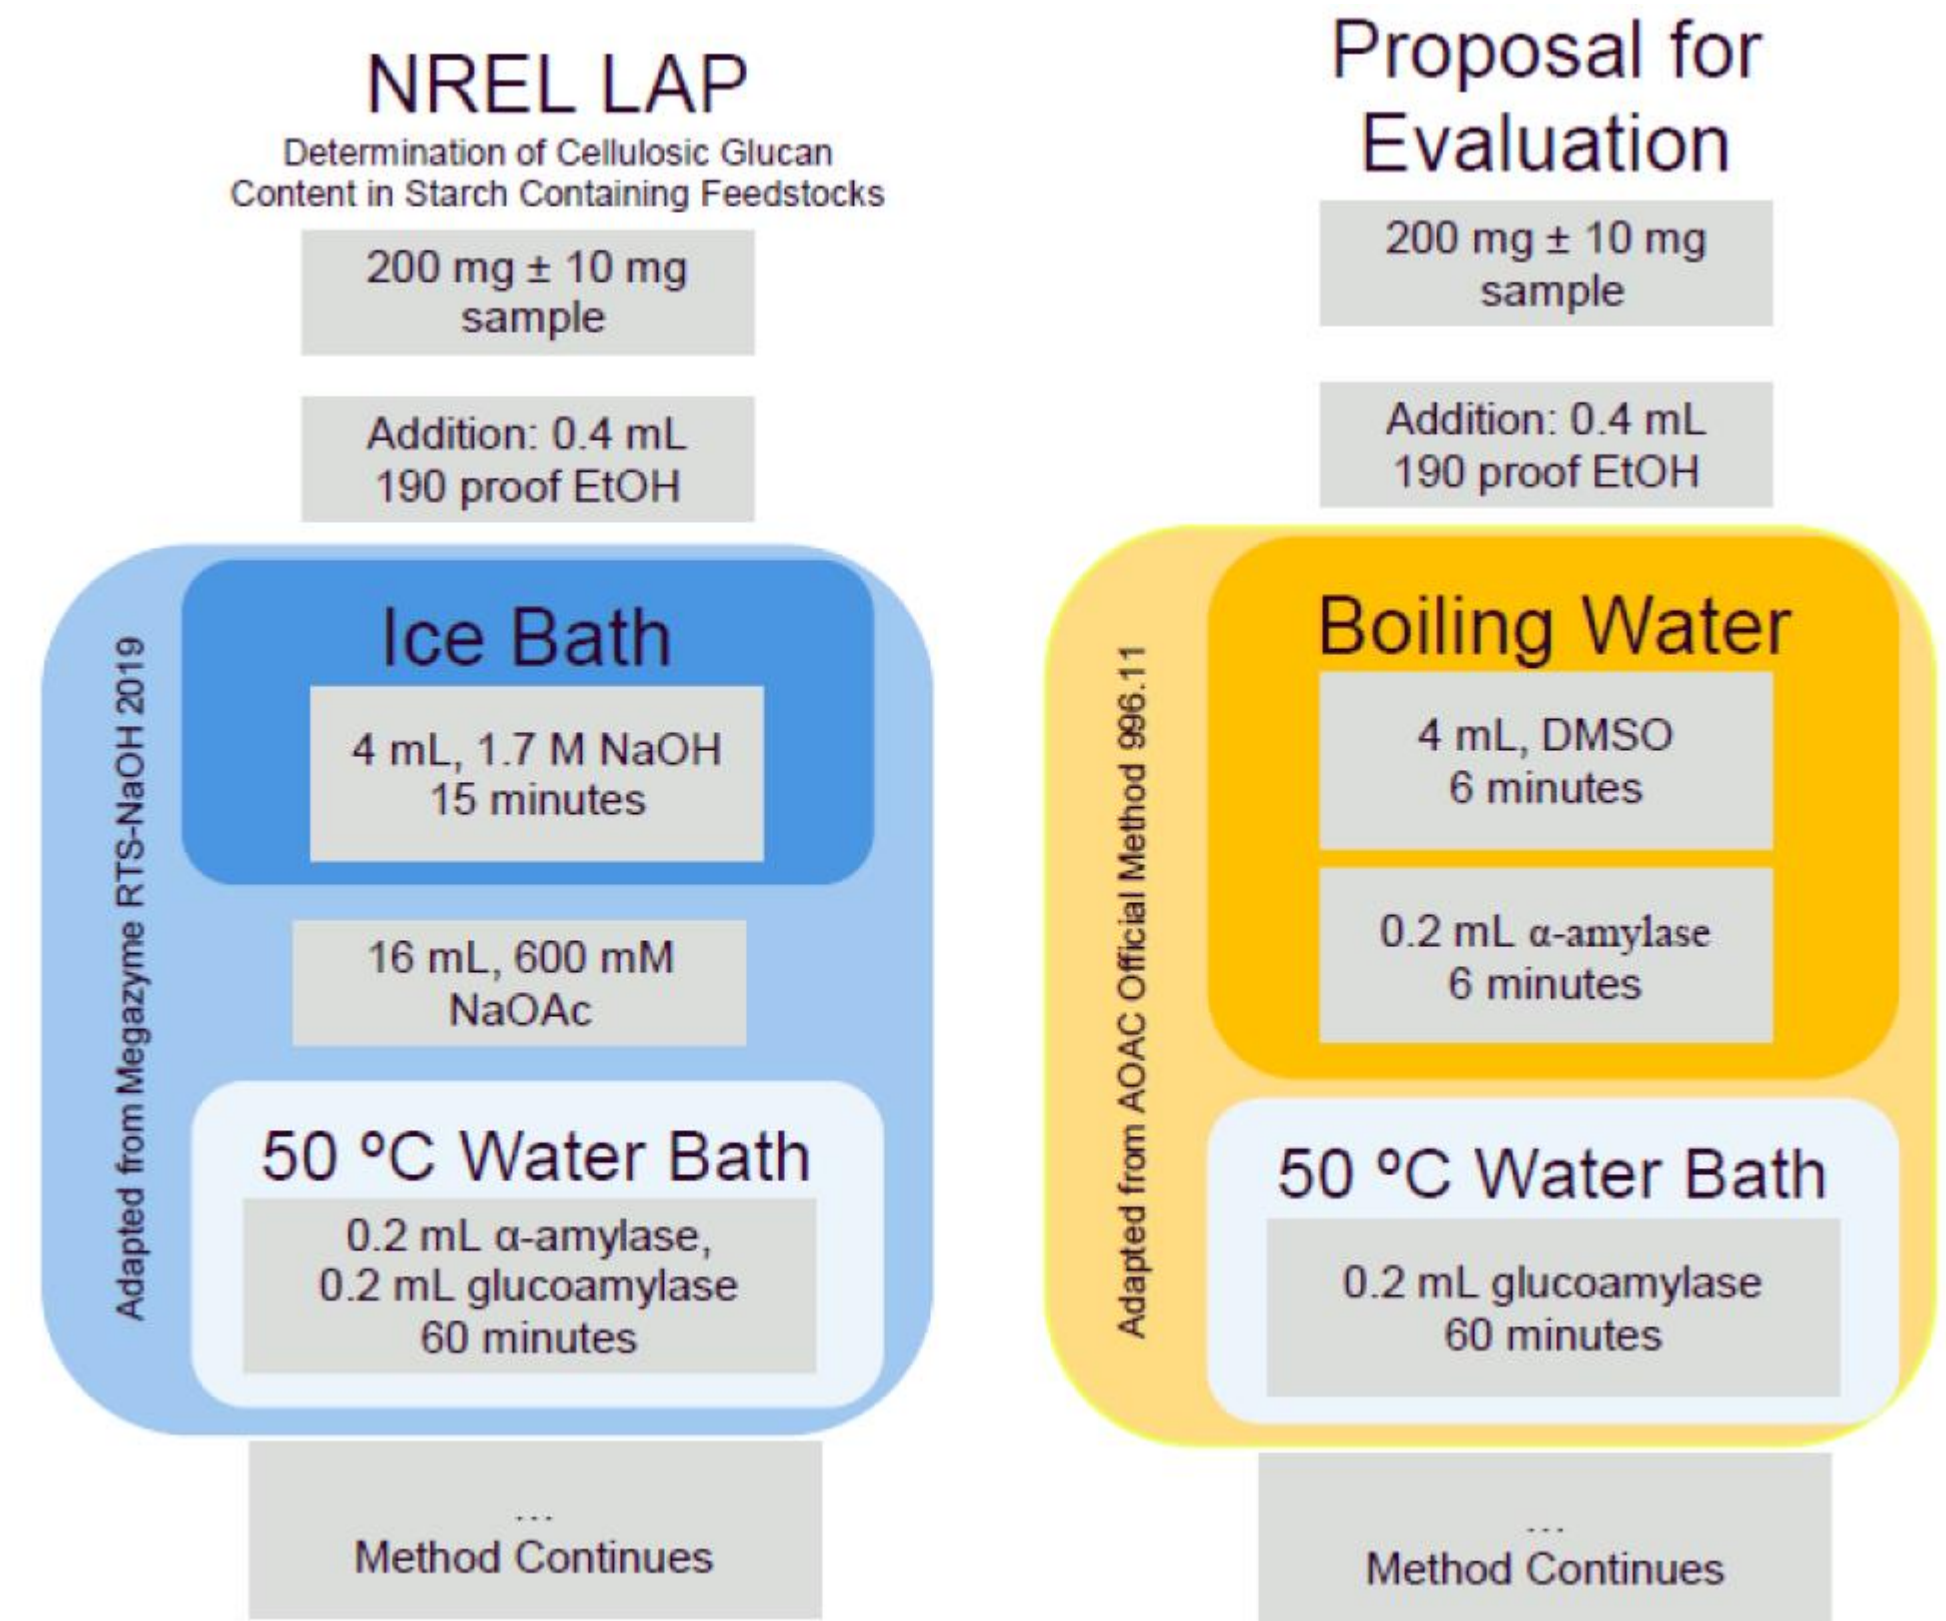 NREL LAP
Determination of Cellulosic Glucan
Content in Starch Containing Feedstocks
200 mg ± 10 mg
sample
Addition: 0.4 mL
190 proof EtOH
Adapted from Megazyme RTS-NaOH 2019
Ice Bath
4 mL, 1.7 M NaOH
15 minutes
16 mL, 600 mM
NaOAc
50 ºC Water Bath
0.2 mL α-amylase,
0.2 mL glucoamylase
60 minutes
...
Method Continues
Proposal for
Evaluation
200 mg ± 10 mg
sample
Addition: 0.4 mL
190 proof EtOH
Adapted from AOAC Official Method 996.11
Boiling Water
4 mL, DMSO
6 minutes
0.2 mL α-amylase
6 minutes
50 ºC Water Bath
0.2 mL glucoamylase
60 minutes
...
Method Continues